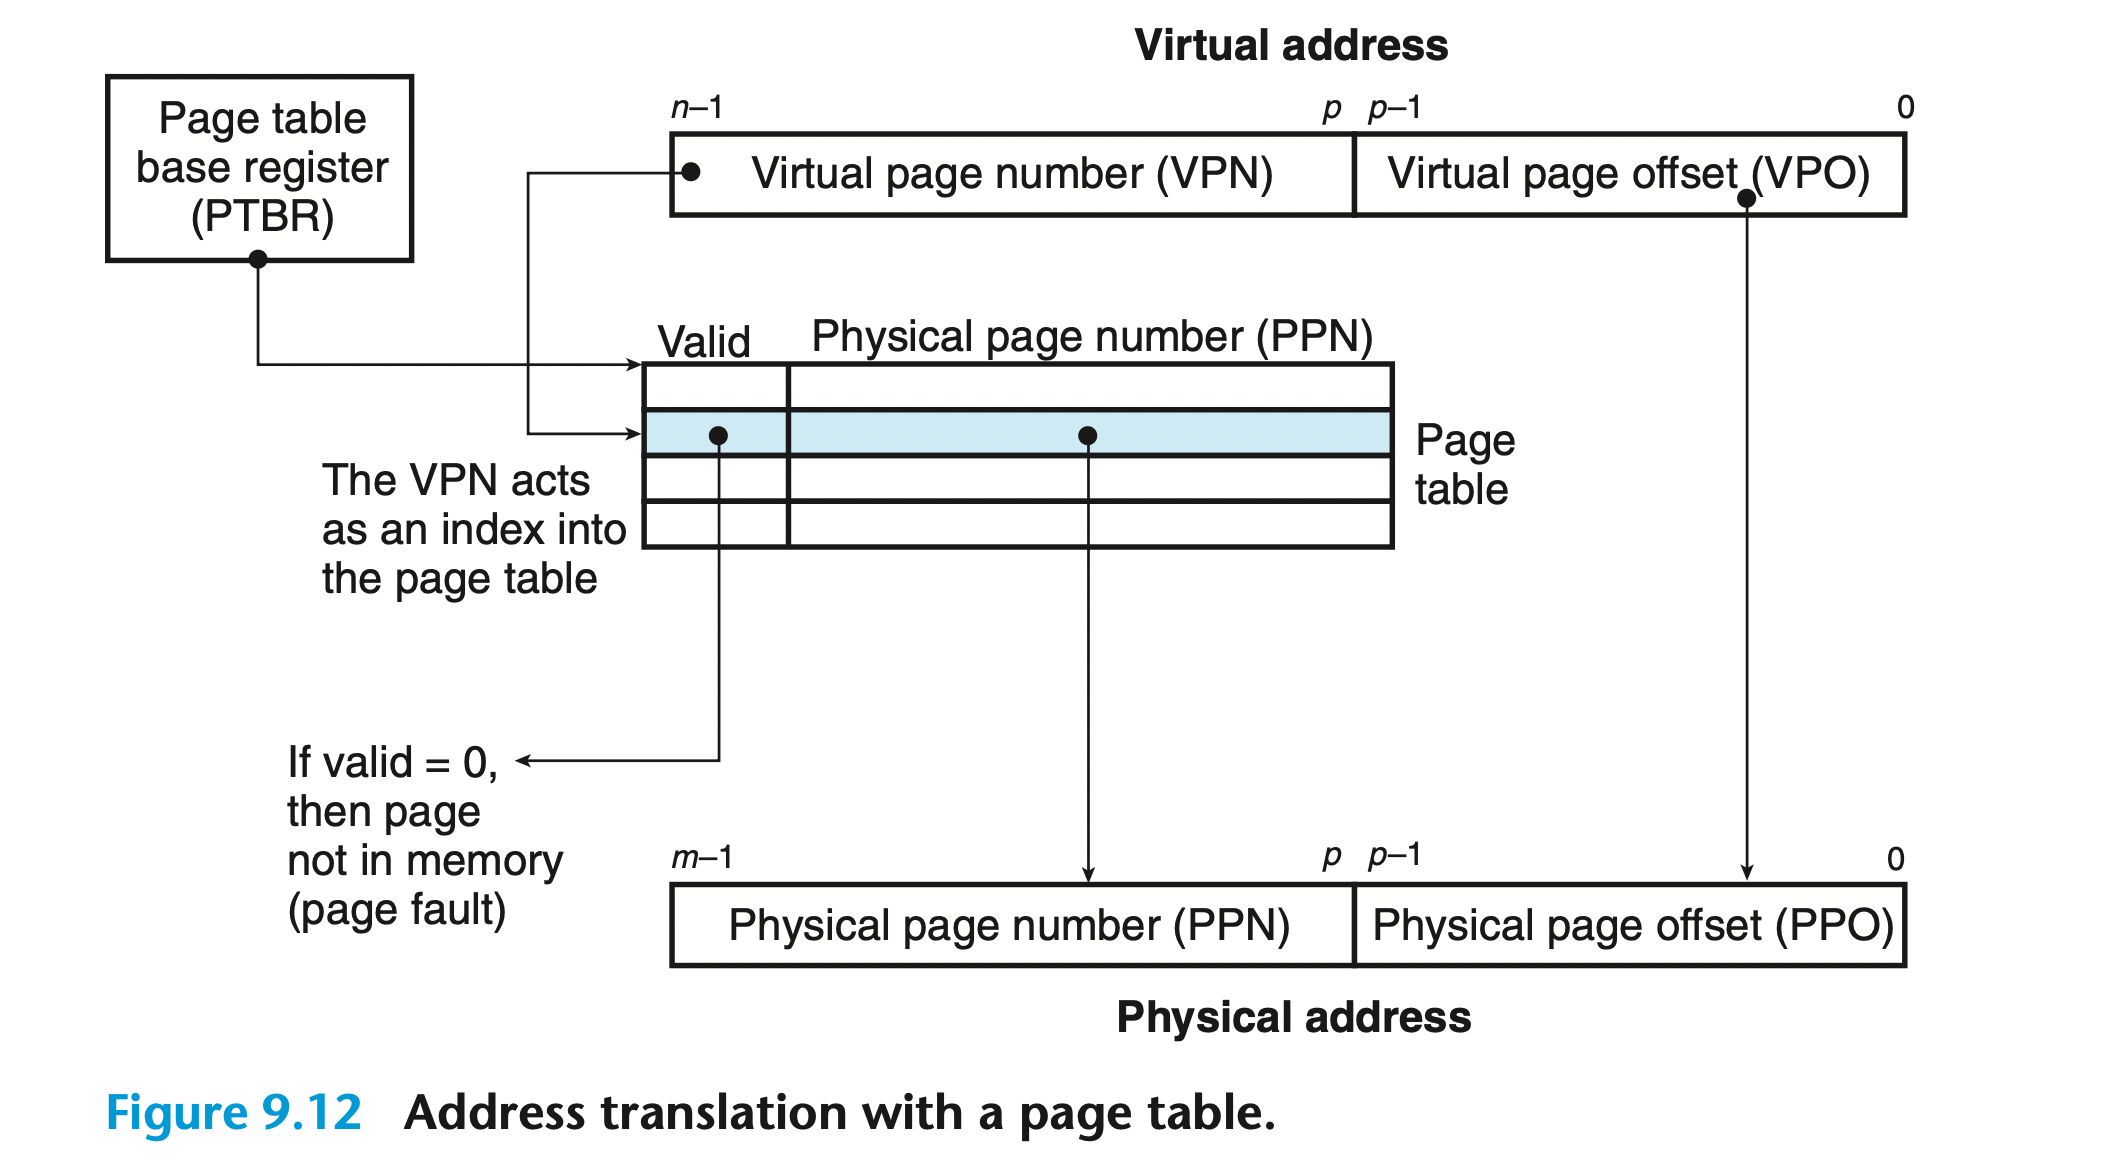 Virtual address
Page table
base register
(PTBR)
n–1
p
p–1
0
Virtual page number (VPN)
Virtual page offset (VPO)
Valid
Physical page number (PPN)
Page
table
The VPN acts
as an index into
the page table
If valid = 0,
then page
not in memory
(page fault)
m–1
p
p–1
0
Physical page number (PPN)
Physical page offset (PPO)
Physical address
Figure 9.12 Address translation with a page table.